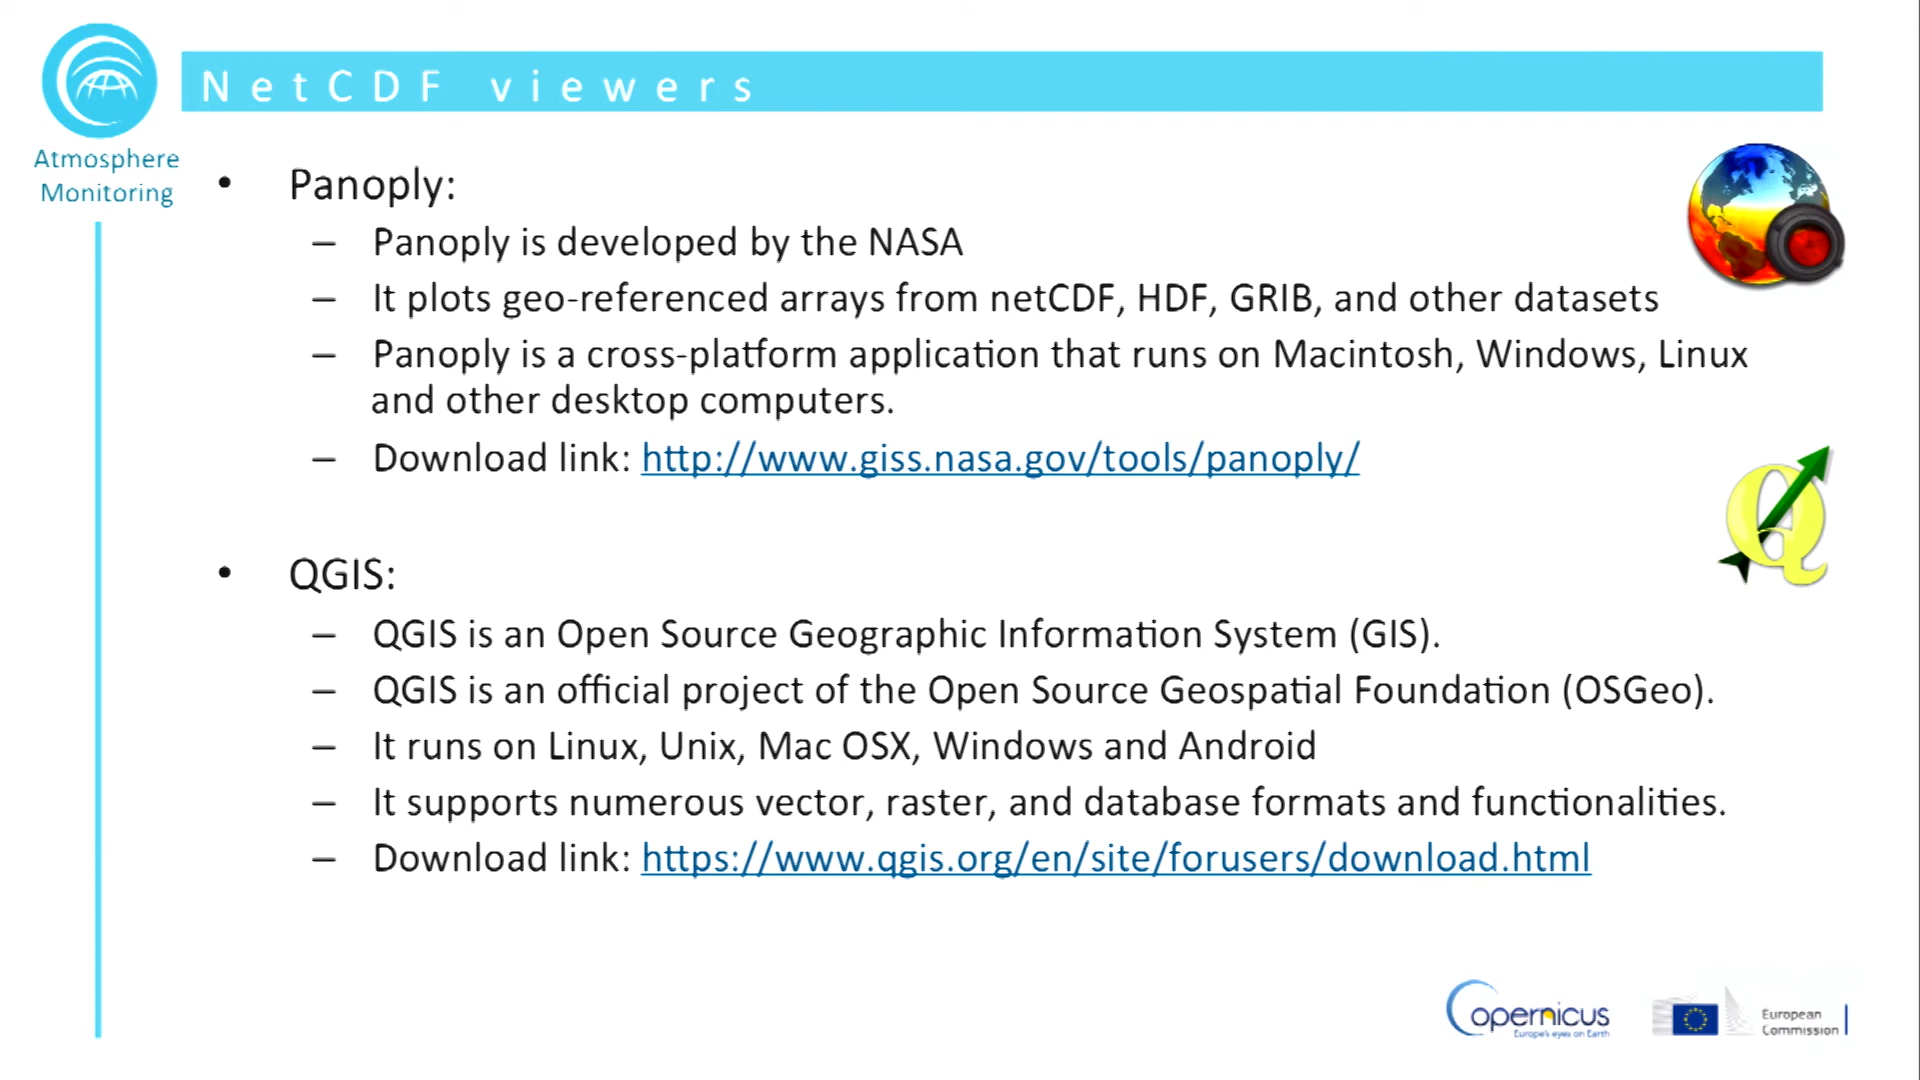 NetCDF viewers
Atmosphere
Monitoring
• Panoply:
– Panoply is developed by the NASA
– It plots geo-referenced arrays from netCDF, HDF, GRIB, and other datasets
– Panoply is a cross-platform application that runs on Macintosh, Windows, Linux
and other desktop computers.
– Download link: http://www.giss.nasa.gov/tools/panoply/
• QGIS:
– QGIS is an Open Source Geographic Information System (GIS).
– QGIS is an official project of the Open Source Geospatial Foundation (OSGeo).
– It runs on Linux, Unix, Mac OSX, Windows and Android
– It supports numerous vector, raster, and database formats and functionalities.
– Download link: https://www.qgis.org/en/site/forusers/download.html
Copernicus
Europe's eyes on Earth
European
Commission